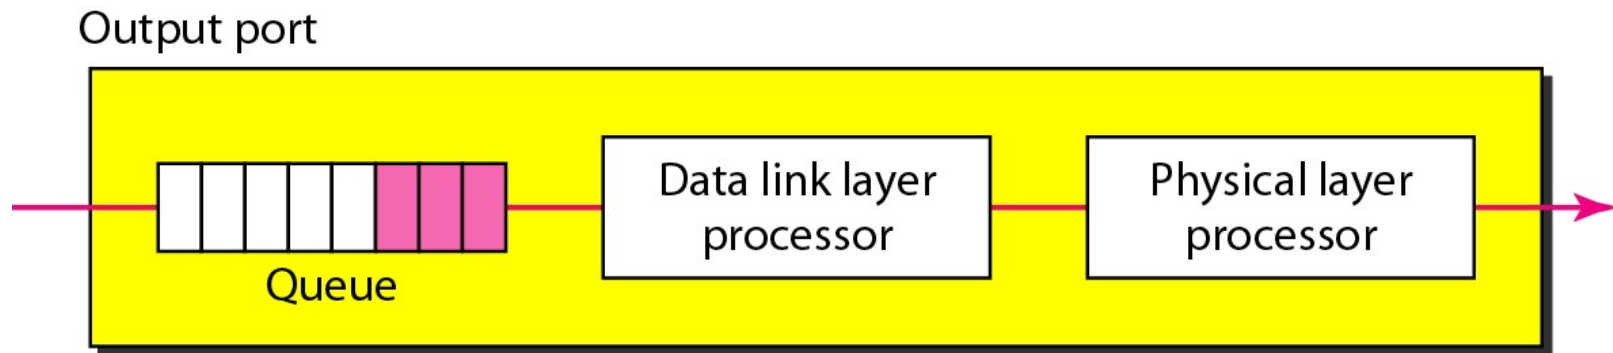 Output port
Queue
Data link layer
processor
Physical layer
processor